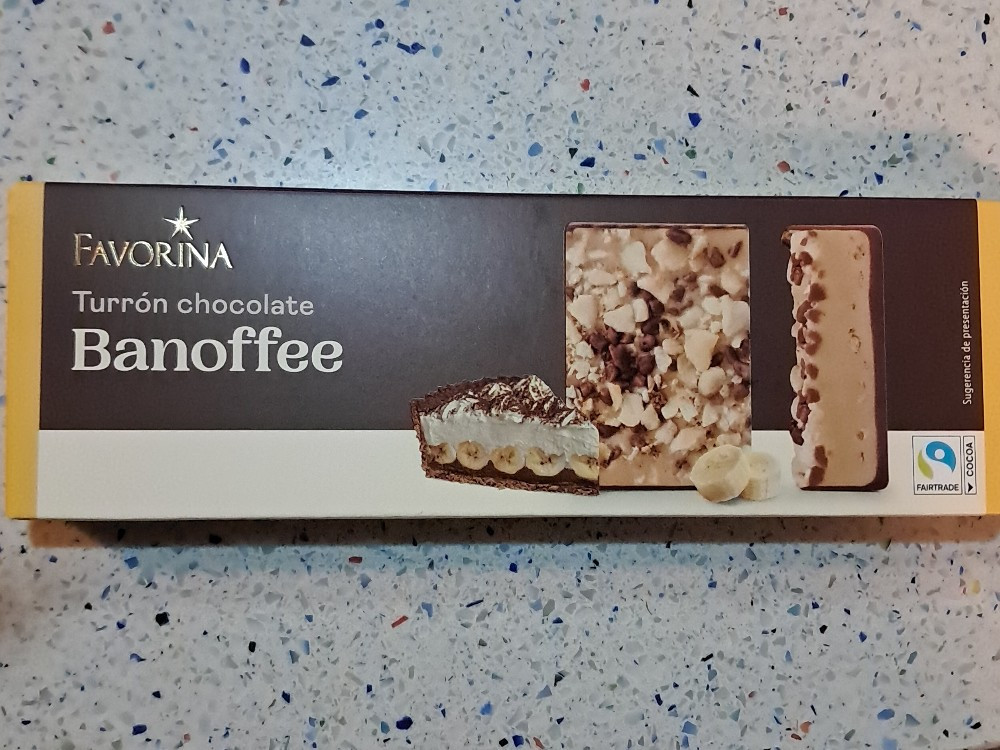 FAVORINA
Turrón chocolate
Banoffee
Sugerencia de presentación
FAIRTRADE
COCOA